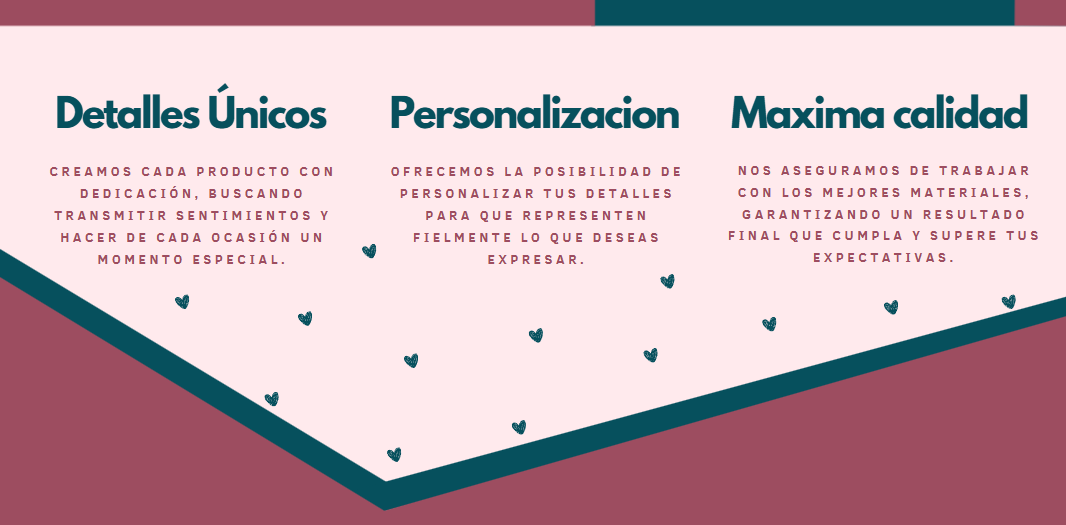 Detalles Únicos
CREAMOS CADA PRODUCTO CON
DEDICACIÓN, BUSCANDO
TRANSMITIR SENTIMIENTOS Y
HACER DE CADA OCASIÓN UN
MOMENTO ESPECIAL.
Personalizacion
OFRECEMOS LA POSIBILIDAD DE
PERSONALIZAR TUS DETALLES
PARA QUE REPRESENTEN
FIELMENTE LO QUE DESEAS
EXPRESAR.
Maxima calidad
NOS ASEGURAMOS DE TRABAJAR
CON LOS MEJORES MATERIALES,
GARANTIZANDO UN RESULTADO
FINAL QUE CUMPLA Y SUPERE TUS
EXPECTATIVAS.